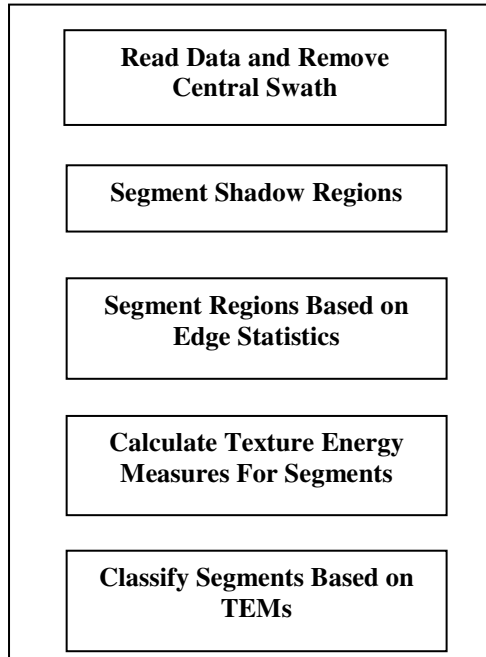 Read Data and Remove
Central Swath
Segment Shadow Regions
Segment Regions Based on
Edge Statistics
Calculate Texture Energy
Measures For Segments
Classify Segments Based on
TEMs